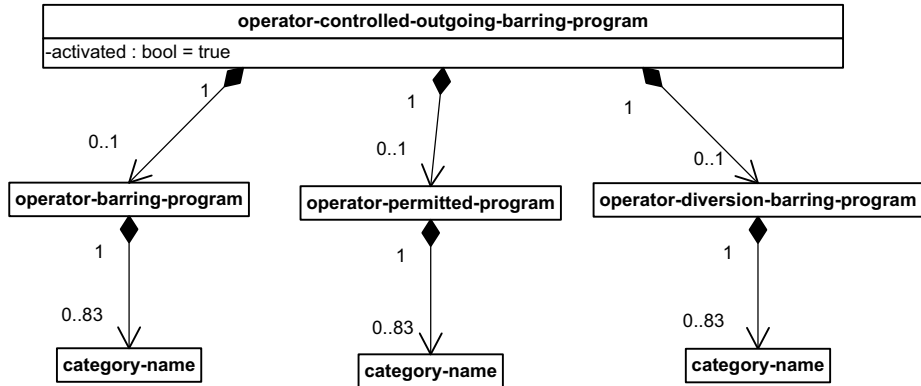 operator-controlled-outgoing-barring-program
-activated : bool = true
1
1
1
0..1
0..1
0..1
operator-barring-program
operator-permitted-program
operator-diversion-barring-program
1
1
1
0..83
0..83
0..83
category-name
category-name
category-name